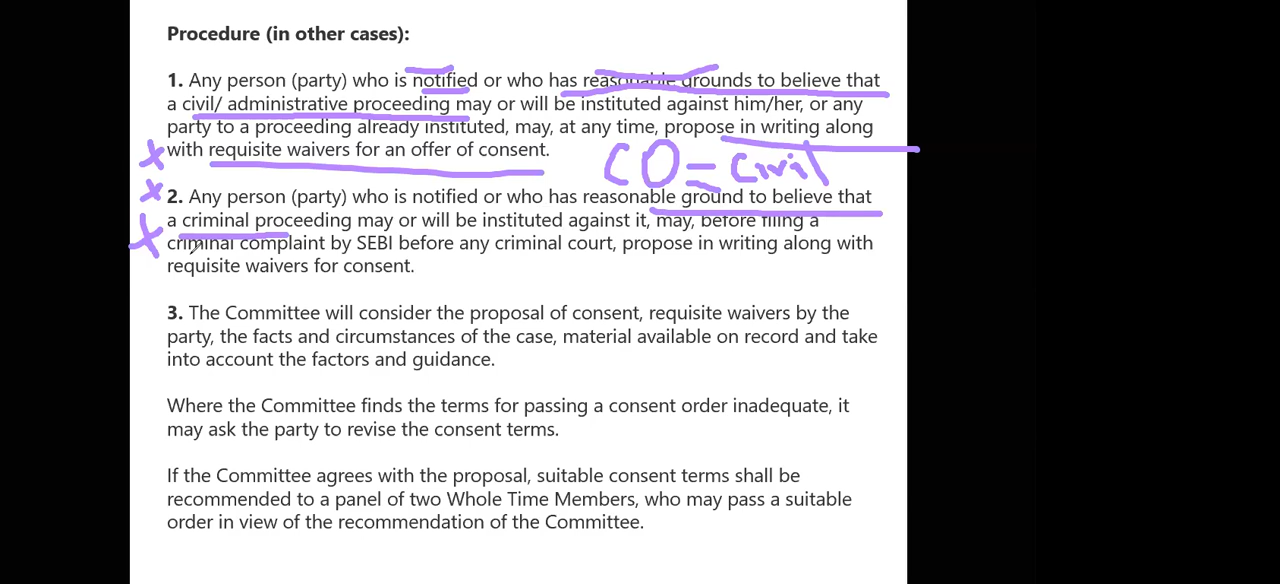 Procedure (in other cases):
1. Any person (party) who is notified or who has reasonable grounds to believe that
a civil/ administrative proceeding may or will be instituted against him/her, or any
party to a proceeding already instituted, may, at any time, propose in writing along
with requisite waivers for an offer of consent.
CO = Civil
2. Any person (party) who is notified or who has reasonable ground to believe that
a criminal proceeding may or will be instituted against it, may, before filing a
criminal complaint by SEBI before any criminal court, propose in writing along with
requisite waivers for consent.
3. The Committee will consider the proposal of consent, requisite waivers by the
party, the facts and circumstances of the case, material available on record and take
into account the factors and guidance.
Where the Committee finds the terms for passing a consent order inadequate, it
may ask the party to revise the consent terms.
If the Committee agrees with the proposal, suitable consent terms shall be
recommended to a panel of two Whole Time Members, who may pass a suitable
order in view of the recommendation of the Committee.